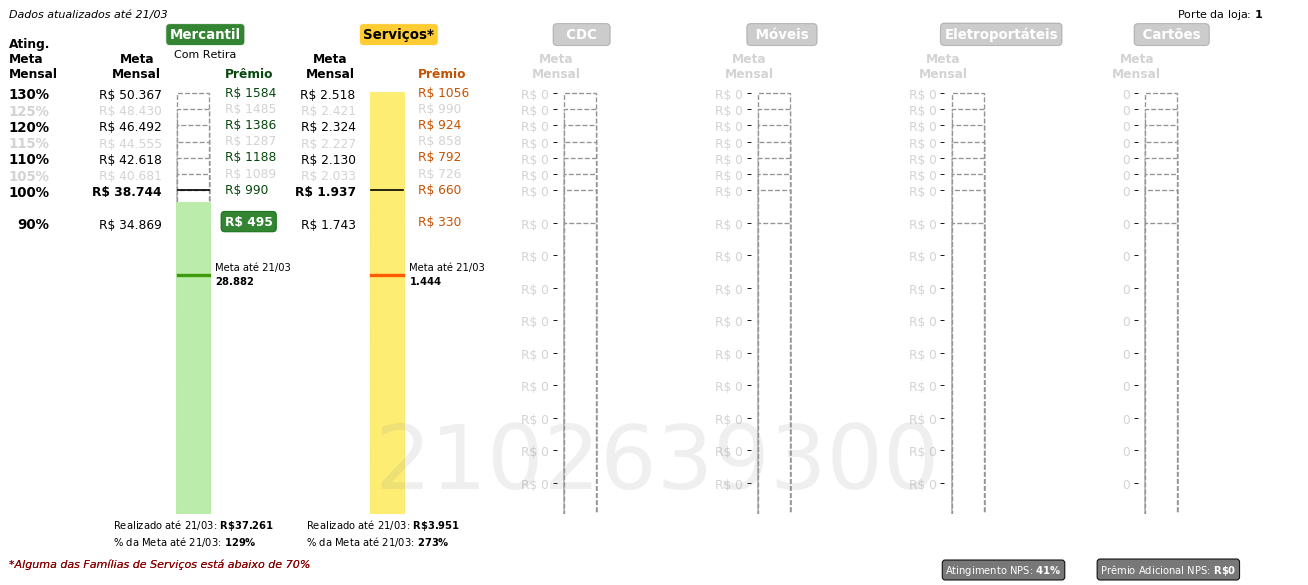 Dados atualizados até 21/03
Porte da loja: 1
Mercantil Serviços* CDC Móveis Eletroportáteis Cartões
Ating. Meta Mensal
Meta Mensal Com Retira Prêmio Meta Mensal Prêmio Meta Mensal Meta Mensal Meta Mensal Meta Mensal
130% R$ 50.367 R$ 1584 R$ 2.518 R$ 1056 R$ 0 R$ 0 R$ 0 0
125% R$ 48.430 R$ 1485 R$ 2.421 R$ 990 R$ 0 R$ 0 R$ 0 0
120% R$ 46.492 R$ 1386 R$ 2.324 R$ 924 R$ 0 R$ 0 R$ 0 0
115% R$ 44.555 R$ 1287 R$ 2.227 R$ 858 R$ 0 R$ 0 R$ 0 0
110% R$ 42.618 R$ 1188 R$ 2.130 R$ 792 R$ 0 R$ 0 R$ 0 0
105% R$ 40.681 R$ 1089 R$ 2.033 R$ 726 R$ 0 R$ 0 R$ 0 0
100% R$ 38.744 R$ 990 R$ 1.937 R$ 660 R$ 0 R$ 0 R$ 0 0
90% R$ 34.869 R$ 495 R$ 1.743 R$ 330 R$ 0 R$ 0 R$ 0 0
R$ 0 R$ 0 R$ 0 0
Meta até 21/03 Meta até 21/03
28.882 1.444
R$ 0 R$ 0 R$ 0 0
R$ 0 R$ 0 R$ 0 0
R$ 0 R$ 0 R$ 0 0
R$ 0 R$ 0 R$ 0 0
R$ 0 R$ 0 R$ 0 0
R$ 0 R$ 0 R$ 0 0
R$ 0 R$ 0 R$ 0 0
2102639300
Realizado até 21/03: R$37.261 Realizado até 21/03: R$3.951
% da Meta até 21/03: 129% % da Meta até 21/03: 273%
*Alguma das Famílias de Serviços está abaixo de 70%
Atingimento NPS: 41% Prêmio Adicional NPS: R$0